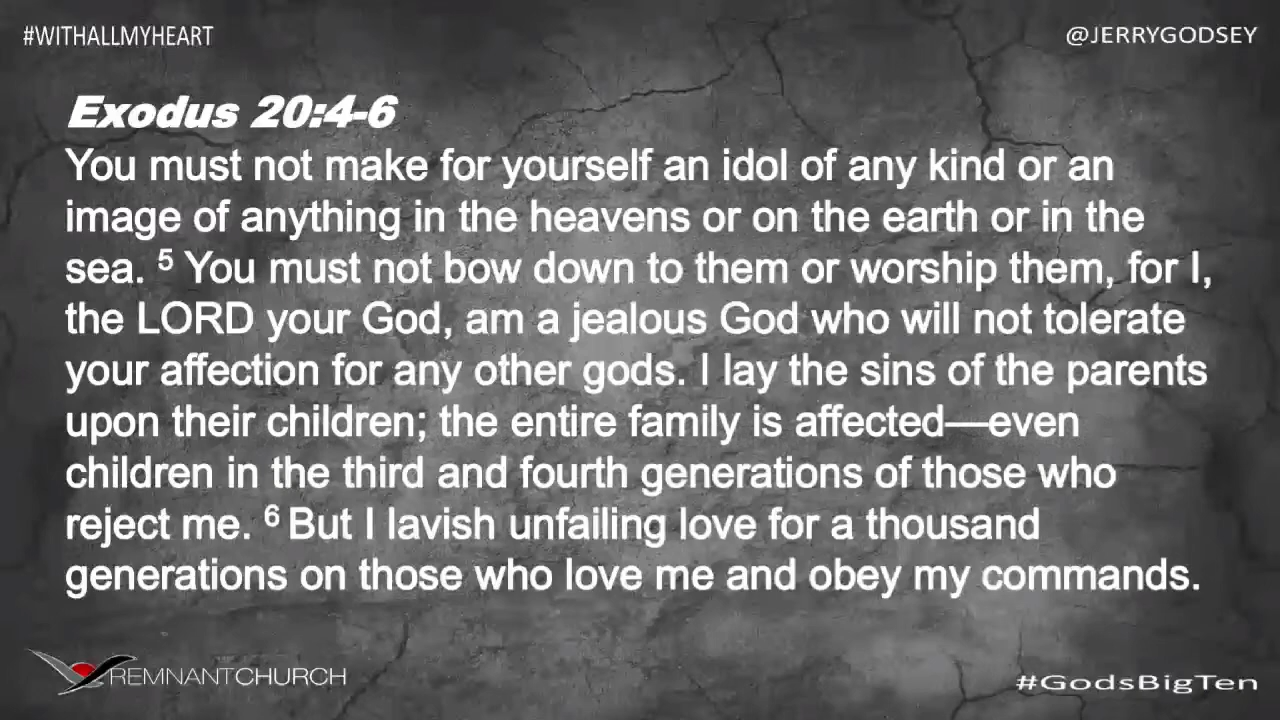 #WITHALLMYHEART
@JERRYGODSEY
Exodus 20:4-6
You must not make for yourself an idol of any kind or an
image of anything in the heavens or on the earth or in the
sea. 5 You must not bow down to them or worship them, for I,
the LORD your God, am a jealous God who will not tolerate
your affection for any other gods. I lay the sins of the parents
upon their children; the entire family is affected—even
children in the third and fourth generations of those who
reject me. 6 But I lavish unfailing love for a thousand
generations on those who love me and obey my commands.
REMNANTCHURCH
#GodsBigTen